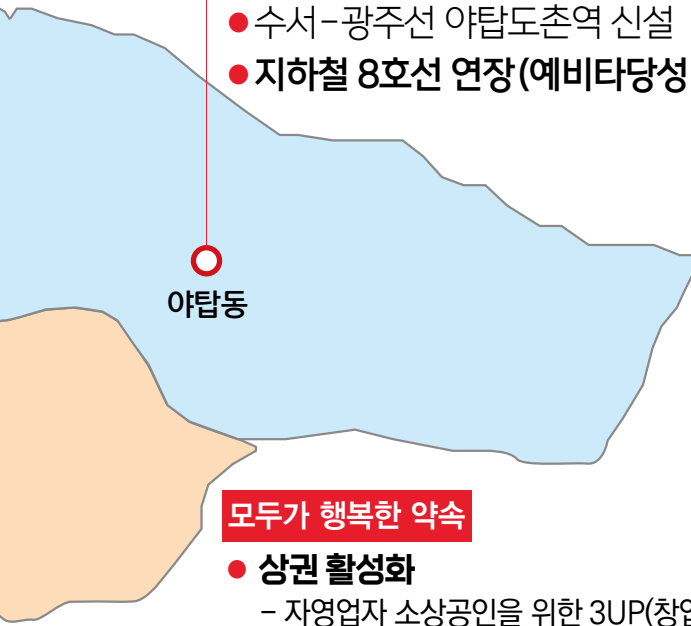 ● 수서-광주선 야탑도촌역 신설
● 지하철 8호선 연장(예비타당성
야탑동
모두가 행복한 약속
● 상권 활성화
- 자영업자 소상공인을 위한 3UP(창업